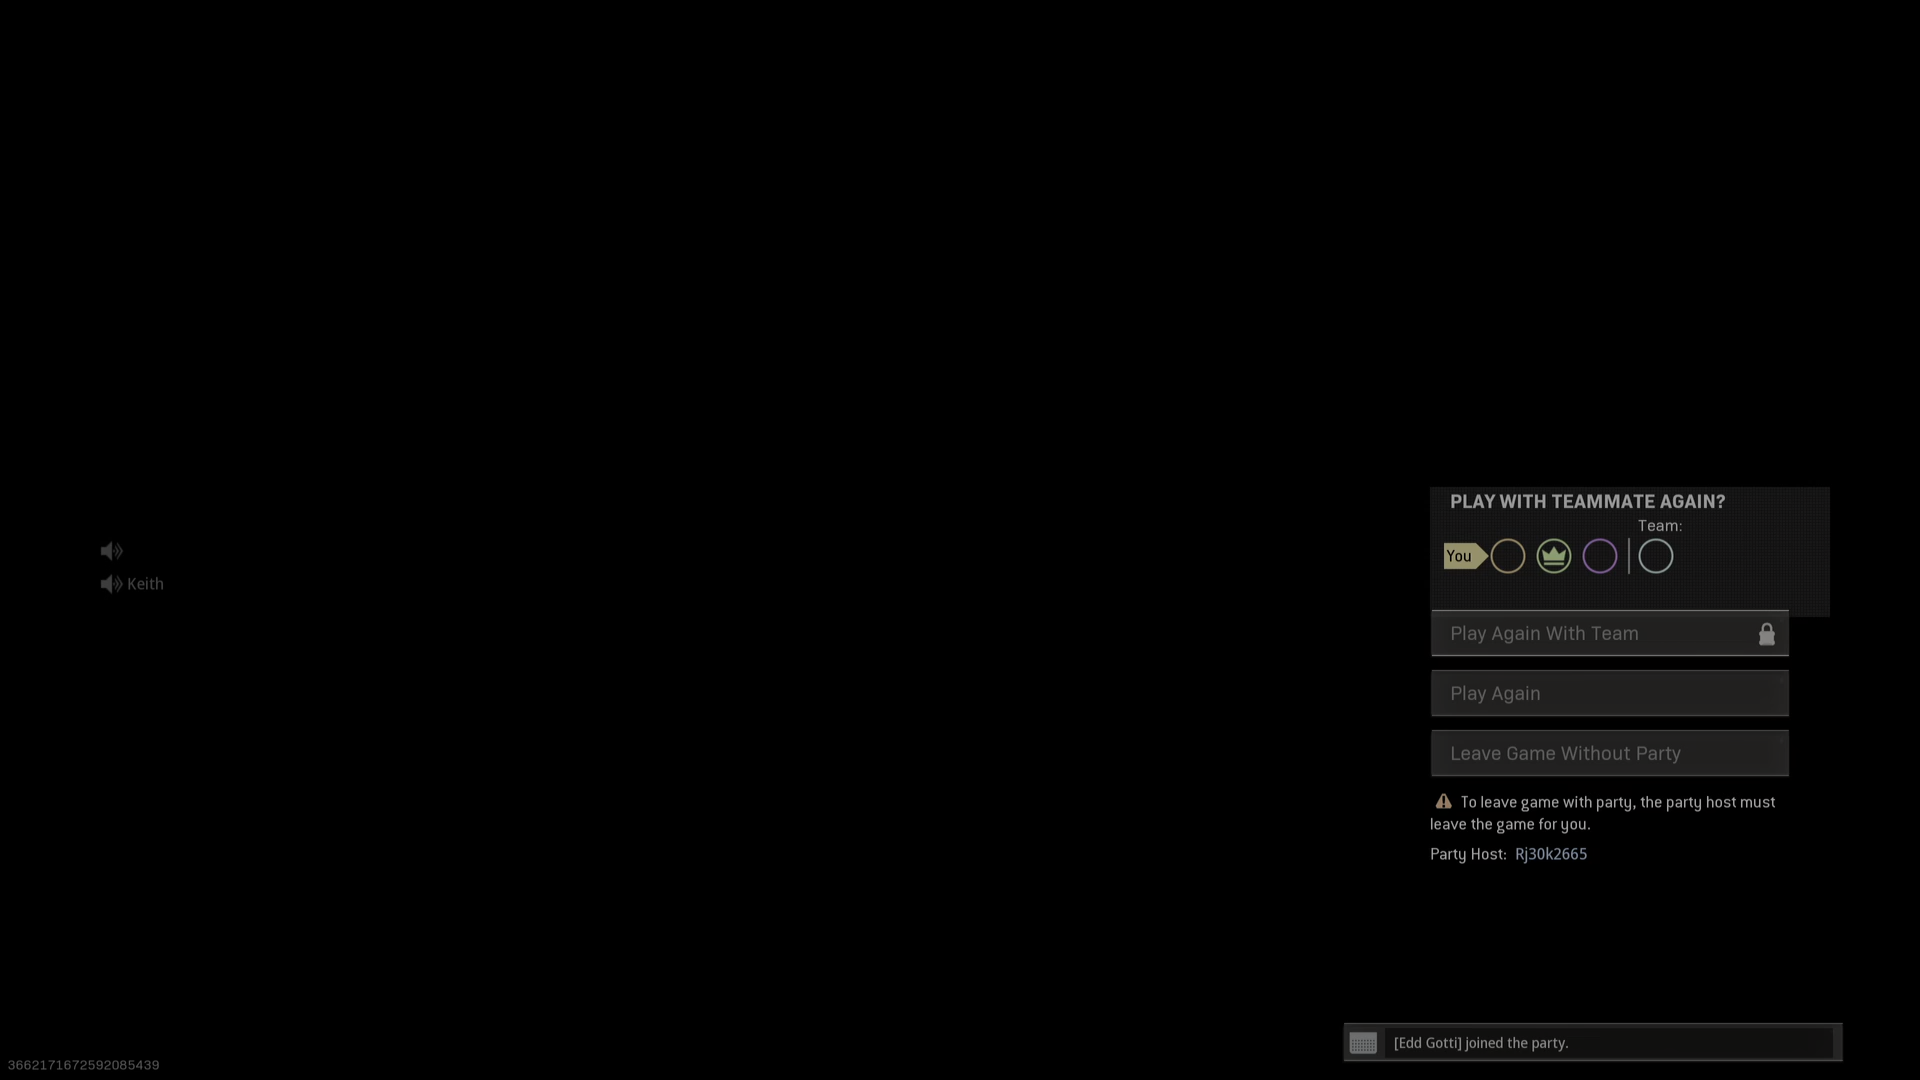 PLAY WITH TEAMMATE AGAIN?
Team:
You
Keith
Play Again With Team
Play Again
Leave Game Without Party
To leave game with party, the party host must
leave the game for you.
Party Host: Rj30k2665
[Edd Gotti] joined the party.
3662171672592085439